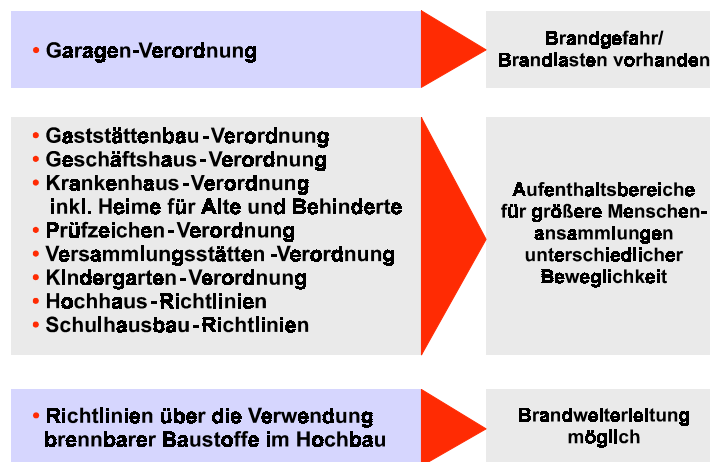 • Garagen-Verordnung
Brandgefahr/
Brandlasten vorhanden
• Gaststättenbau-Verordnung
• Geschäftshaus-Verordnung
• Krankenhaus-Verordnung
inkl. Heime für Alte und Behinderte
• Prüfzeichen-Verordnung
• Versammlungsstätten-Verordnung
• Kindergarten-Verordnung
• Hochhaus-Richtlinien
• Schulhausbau-Richtlinien
Aufenthaltsbereiche
für größere Menschen-
ansammlungen
unterschiedlicher
Beweglichkeit
• Richtlinien über die Verwendung
brennbarer Baustoffe im Hochbau
Brandweiterleitung
möglich